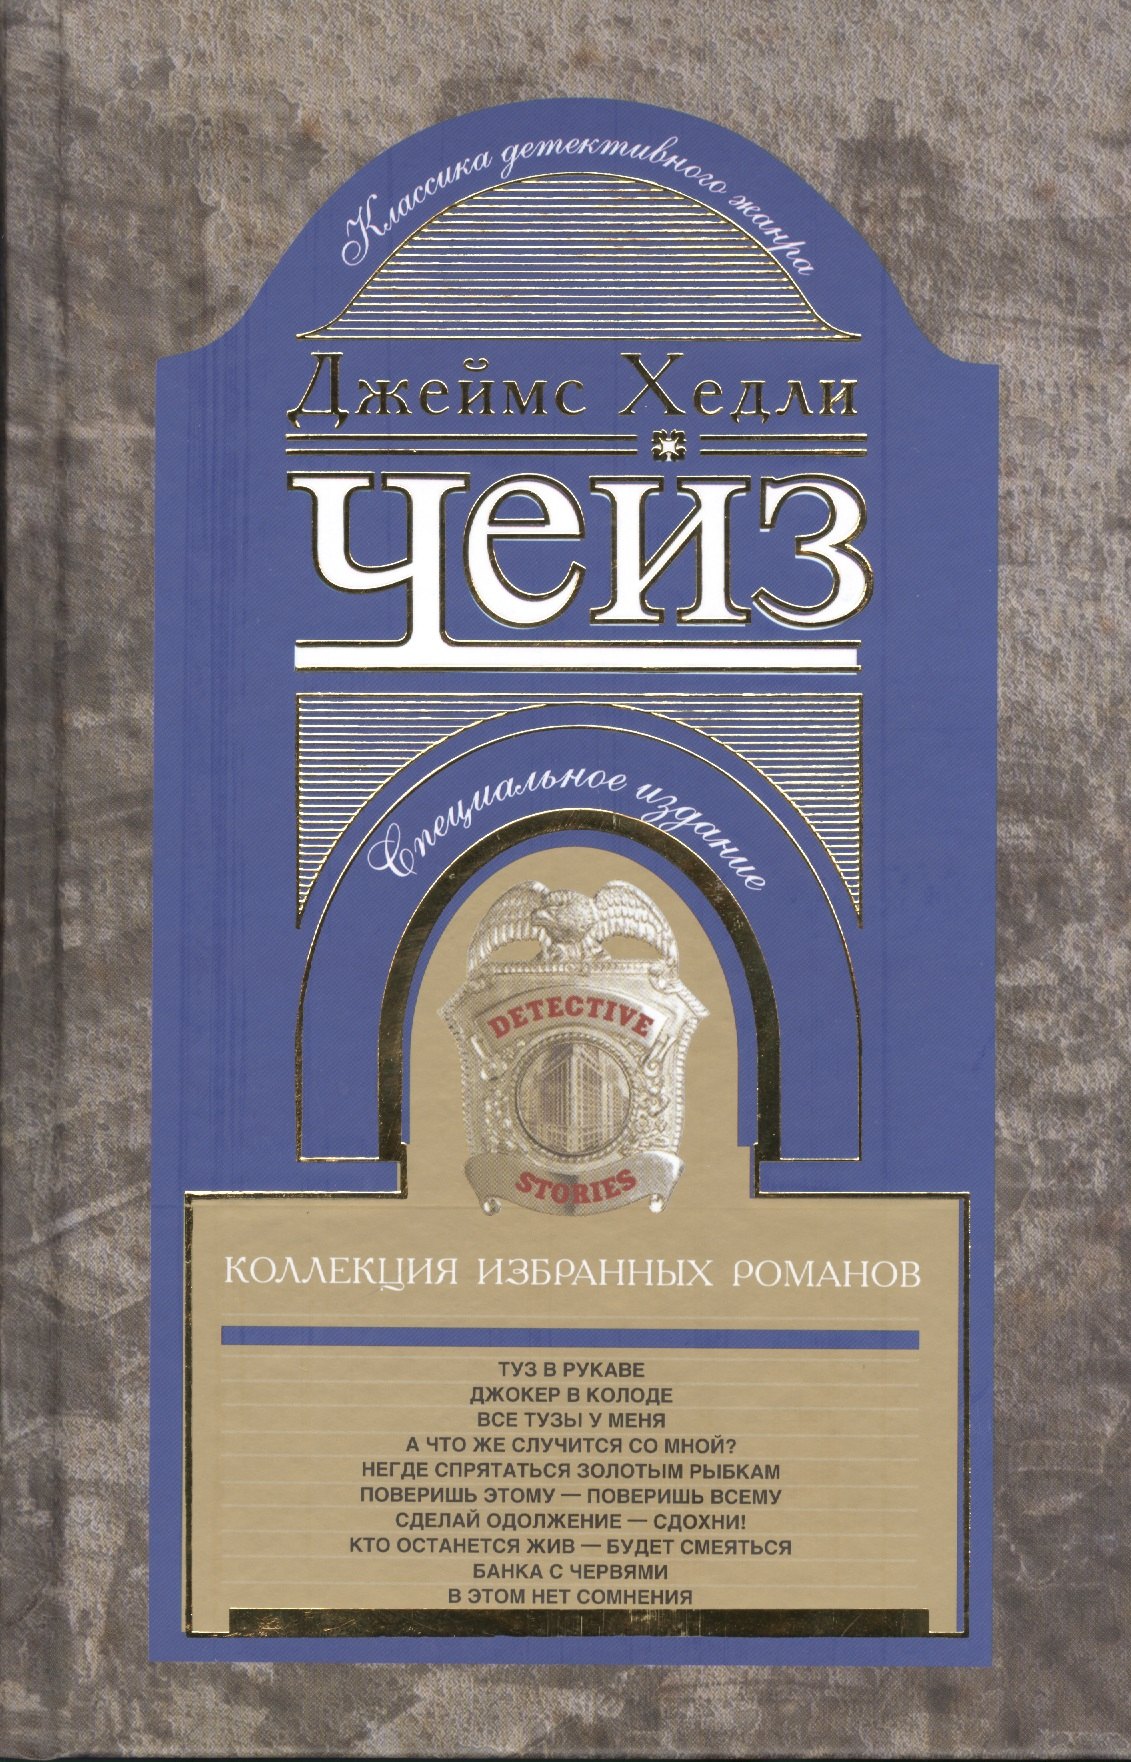 Классика детективного жанра
Джеймс Хедли
Чейз
Специальное издание
DETECTIVE
STORIES
КОЛЛЕКЦИЯ ИЗБРАННЫХ РОМАНОВ
ТУЗ В РУКАВЕ
ДЖОКЕР В КОЛОДЕ
ВСЕ ТУЗЫ У МЕНЯ
А ЧТО ЖЕ СЛУЧИТСЯ СО МНОЙ?
НЕГДЕ СПРЯТАТЬСЯ ЗОЛОТЫМ РЫБКАМ
ПОВЕРИШЬ ЭТОМУ — ПОВЕРИШЬ ВСЕМУ
СДЕЛАЙ ОДОЛЖЕНИЕ — СДОХНИ!
КТО ОСТАНЕТСЯ ЖИВ — БУДЕТ СМЕЯТЬСЯ
БАНКА С ЧЕРВЯМИ
В ЭТОМ НЕТ СОМНЕНИЯ